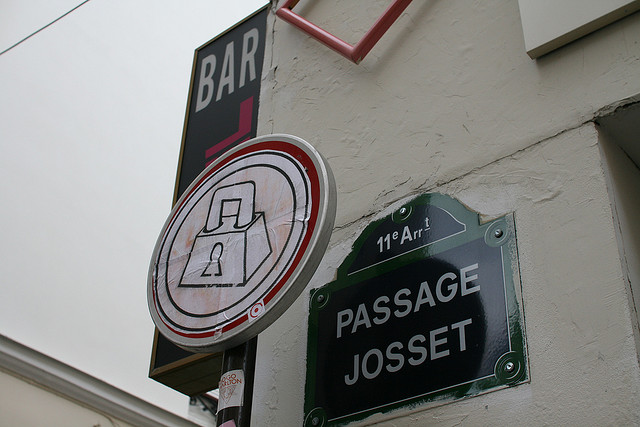 BAR
11e Arrt
PASSAGE
JOSSET